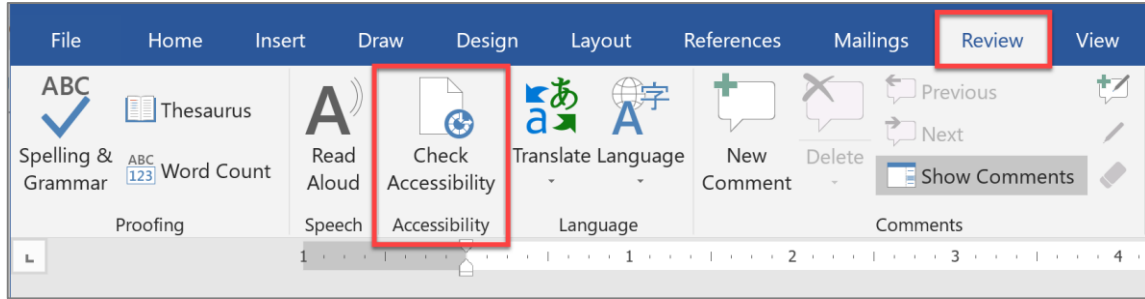 File Home Insert Draw Design Layout References Mailings Review View
ABC
Thesaurus
A
a あ
A 字
Previous
Next
Spelling &
Grammar
ABC
123 Word Count
Read
Aloud
Check
Accessibility
Translate Language
New
Comment
Delete
Show Comments
Proofing Speech Accessibility Language Comments
L 1 1 2 3 4